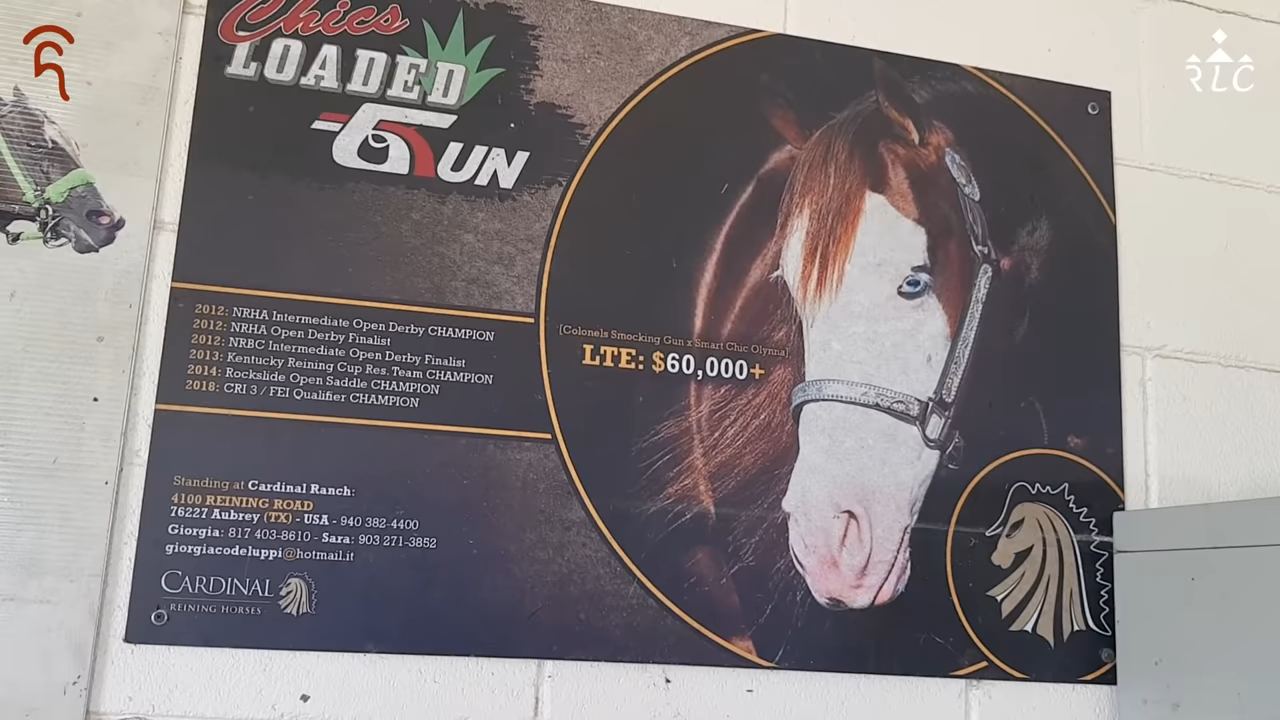 Chics
LOADED
GUN
RLC
2012: NRHA Intermediate Open Derby CHAMPION
2012: NRHA Open Derby Finalist
2012: NRBC Intermediate Open Derby Finalist
2013: Kentucky Reining Cup Res. Team CHAMPION
2014: Rockslide Open Saddle CHAMPION
2018: CRI 3 / FEI Qualifier CHAMPION
[Colonels Smocking Gun x Smart Chic Olynna]
LTE: $60,000+
Standing at Cardinal Ranch:
4100 REINING ROAD
76227 Aubrey (TX) - USA - 940 382-4400
Giorgia: 817 403-8610 - Sara: 903 271-3852
giorgiacodeluppi@hotmail.it
CARDINAL
REINING HORSES